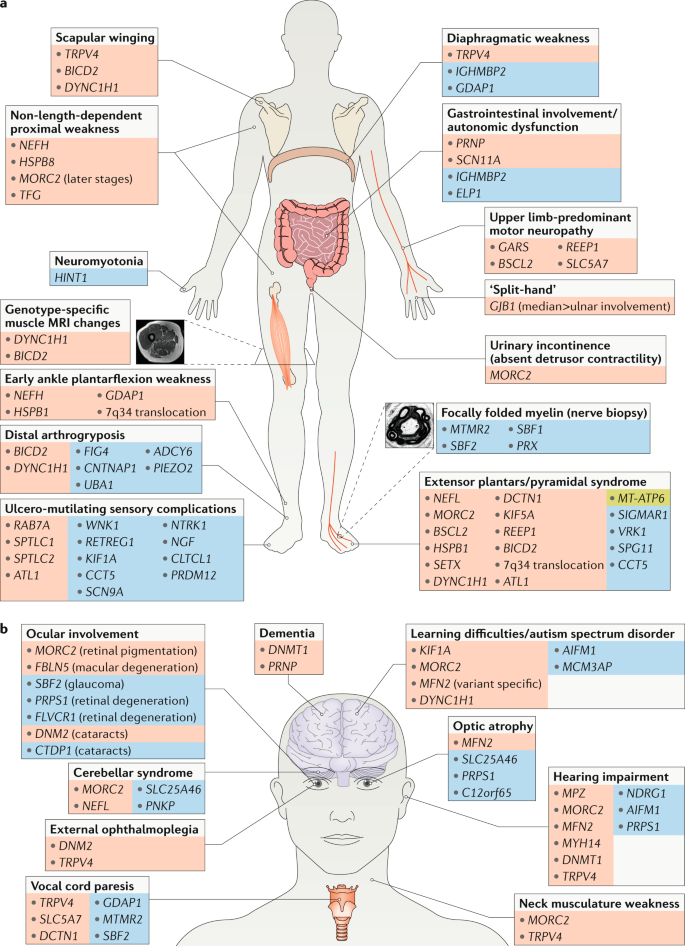 a
Scapular winging
• TRPV4
• BICD2
• DYNC1H1
Non-length-dependent
proximal weakness
• NEFH
• HSPB8
• MORC2 (later stages)
• TFG
Neuromyotonia
HINT1
Genotype-specific
muscle MRI changes
• DYNC1H1
• BICD2
Early ankle plantarflexion weakness
• NEFH
• HSPB1
• GDAP1
• 7q34 translocation
Distal arthrogryposis
• BICD2
• DYNC1H1
• FIG4
• CNTNAP1
• UBA1
• ADCY6
• PIEZO2
Ulcero-mutilating sensory complications
• RAB7A
• SPTLC1
• SPTLC2
• ATL1
• WNK1
• RETREG1
• KIF1A
• CCT5
• SCN9A
• NTRK1
• NGF
• CLTCL1
• PRDM12
Diaphragmatic weakness
• TRPV4
• IGHMBP2
• GDAP1
Gastrointestinal involvement/
autonomic dysfunction
• PRNP
• SCN11A
• IGHMBP2
• ELP1
Upper limb-predominant
motor neuropathy
• GARS
• BSCL2
• REEP1
• SLC5A7
‘Split-hand’
GJB1 (median>ulnar involvement)
Urinary incontinence
(absent detrusor contractility)
MORC2
Focally folded myelin (nerve biopsy)
• MTMR2
• SBF2
• SBF1
• PRX
Extensor plantars/pyramidal syndrome
• NEFL
• MORC2
• BSCL2
• HSPB1
• SETX
• DYNC1H1
• DCTN1
• KIF5A
• REEP1
• BICD2
• 7q34 translocation
• ATL1
• MT-ATP6
• SIGMAR1
• VRK1
• SPG11
• CCT5
b
Ocular involvement
• MORC2 (retinal pigmentation)
• FBLN5 (macular degeneration)
• SBF2 (glaucoma)
• PRPS1 (retinal degeneration)
• FLVCR1 (retinal degeneration)
• DNM2 (cataracts)
• CTDP1 (cataracts)
Cerebellar syndrome
• MORC2
• NEFL
• SLC25A46
• PNKP
External ophthalmoplegia
• DNM2
• TRPV4
Vocal cord paresis
• TRPV4
• SLC5A7
• DCTN1
• GDAP1
• MTMR2
• SBF2
Dementia
• DNMT1
• PRNP
Learning difficulties/autism spectrum disorder
• KIF1A
• MORC2
• MFN2 (variant specific)
• DYNC1H1
• AIFM1
• MCM3AP
Optic atrophy
• MFN2
• SLC25A46
• PRPS1
• C12orf65
Hearing impairment
• MPZ
• MORC2
• MFN2
• MYH14
• DNMT1
• TRPV4
• NDRG1
• AIFM1
• PRPS1
Neck musculature weakness
• MORC2
• TRPV4